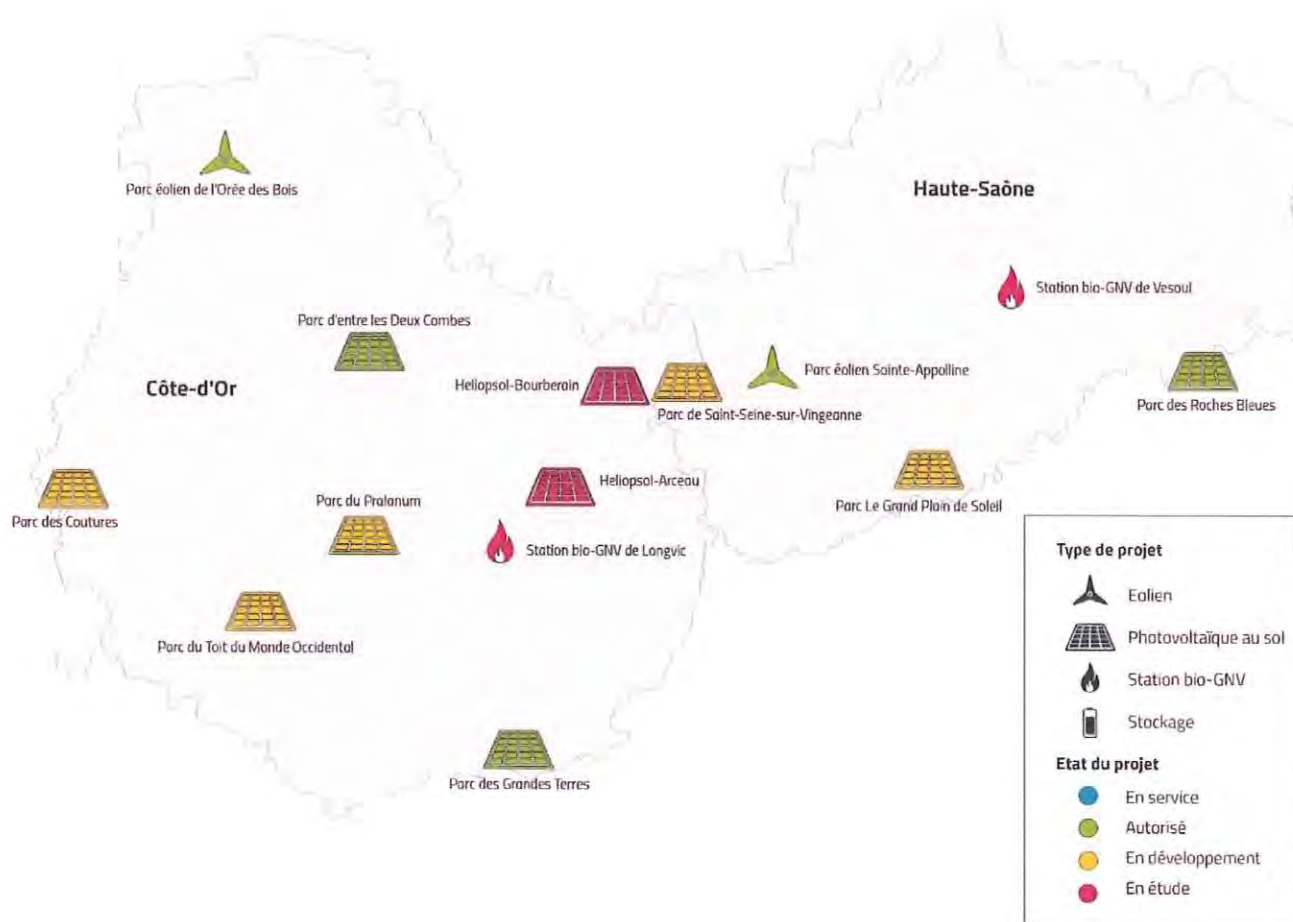 Parc éolien de l'Orée des Bois
Haute-Saône
Station bio-GNV de Vesoul
Parc d'entre les Deux Combes
Côte-d'Or
Heliopsol-Bourberain
Parc éolien Sainte-Appolline
Parc de Saint-Seine-sur-Vingeanne
Parc des Roches Bleues
Heliopsol-Arceau
Parc du Pralanum
Parc Le Grand Plain de Soleil
Parc des Coutures
Station bio-GNV de Longvic
Parc du Toit du Monde Occidental
Parc des Grandes Terres
Type de projet
Eolien
Photovoltaïque au sol
Station bio-GNV
Stockage
Etat du projet
En service
Autorisé
En développement
En étude